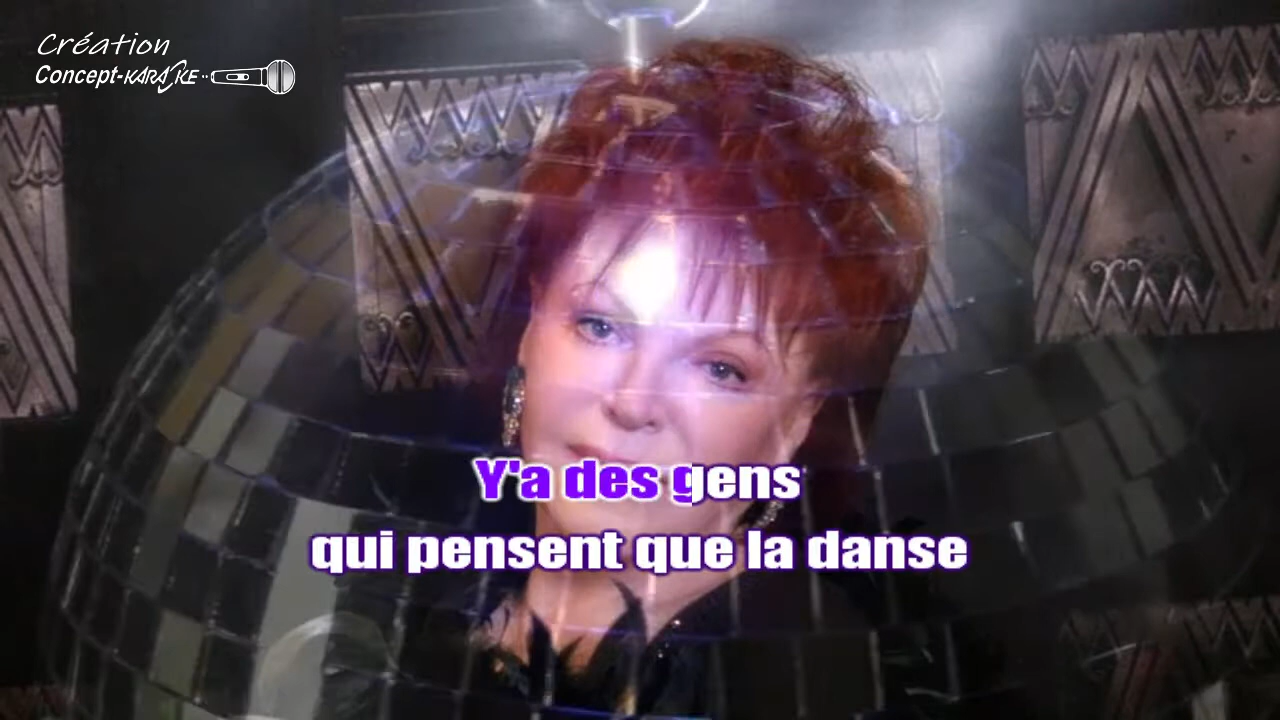 Création
Concept-KARAOKE
Y'a des gens
qui pensent que la danse